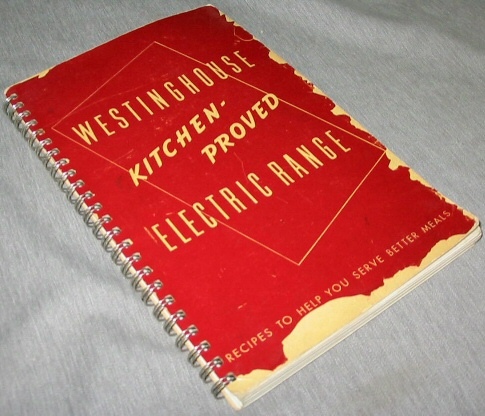 WESTINGHOUSE
KITCHEN-
PROVED
ELECTRIC RANGE
RECIPES TO HELP YOU SERVE BETTER MEALS